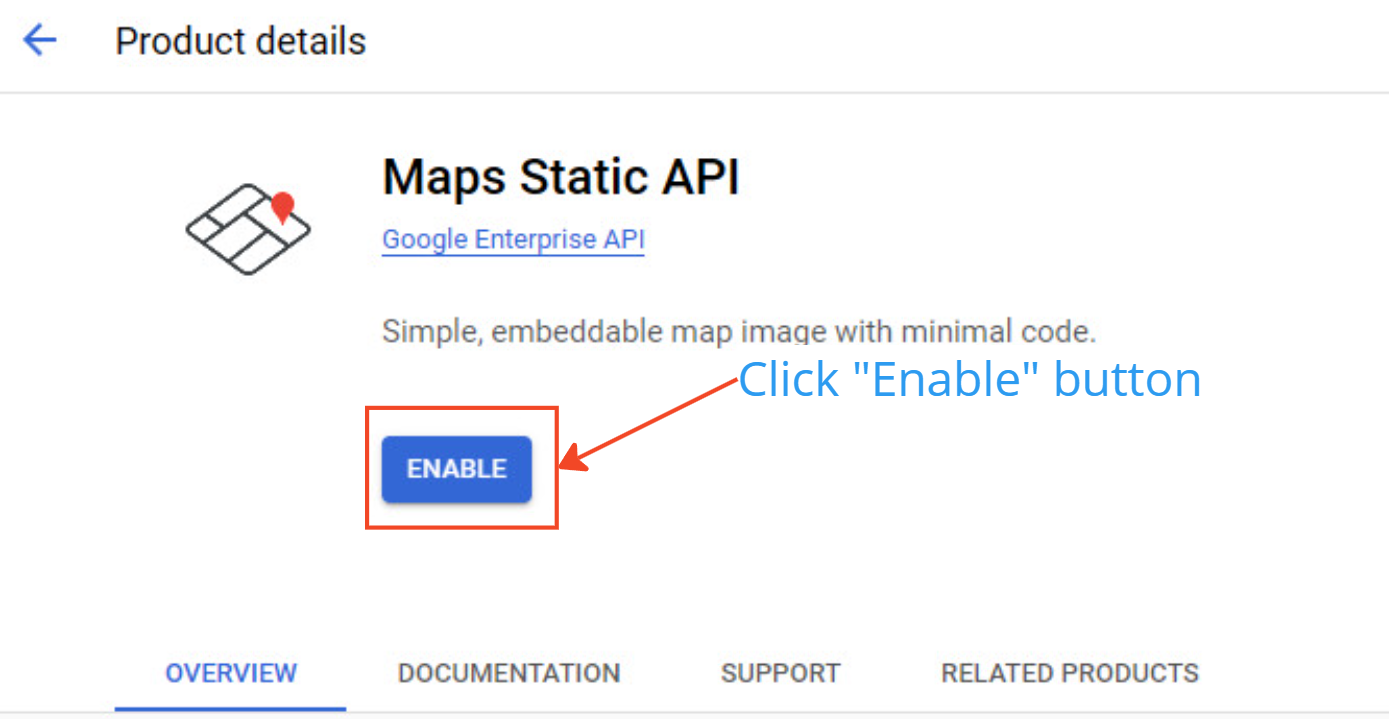 Product details
Maps Static API
Google Enterprise API
Simple, embeddable map image with minimal code.
Click "Enable" button
ENABLE
OVERVIEW DOCUMENTATION SUPPORT RELATED PRODUCTS